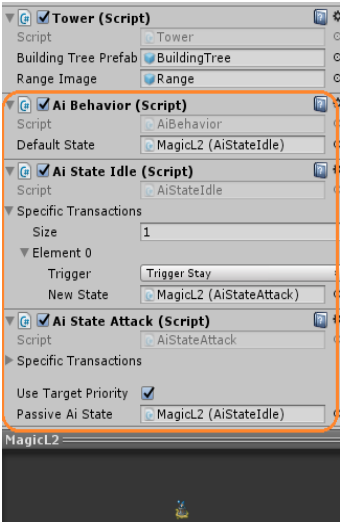 Tower (Script)
Script Tower
Building Tree Prefab BuildingTree
Range Image Range
Ai Behavior (Script)
Script AiBehavior
Default State MagicL2 (AiStateIdle)
Ai State Idle (Script)
Script AiStateIdle
Specific Transactions
Size 1
Element 0
Trigger Trigger Stay
New State MagicL2 (AiStateAttack)
Ai State Attack (Script)
Script AiStateAttack
Specific Transactions
Use Target Priority
Passive Ai State MagicL2 (AiStateIdle)
MagicL2